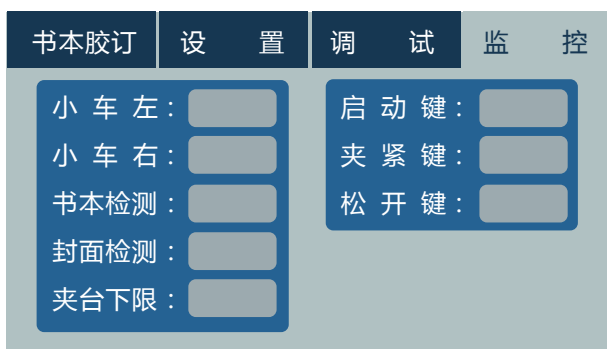 书本胶订 设置 调试 监控
小车左：
小车右：
书本检测：
封面检测：
夹台下限：
启动键：
夹紧键：
松开键：